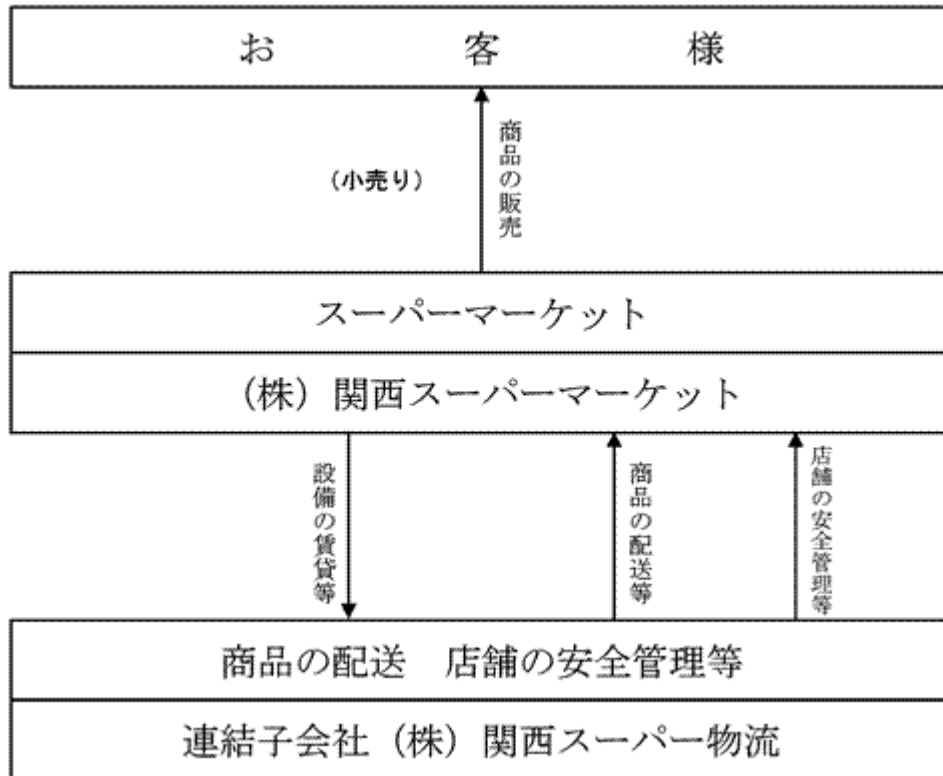 お客様
(小売り)
商品の販売
スーパーマーケット
(株)関西スーパーマーケット
設備の賃貸等
商品の配送等
店舗の安全管理等
商品の配送　店舗の安全管理等
連結子会社(株)関西スーパー物流